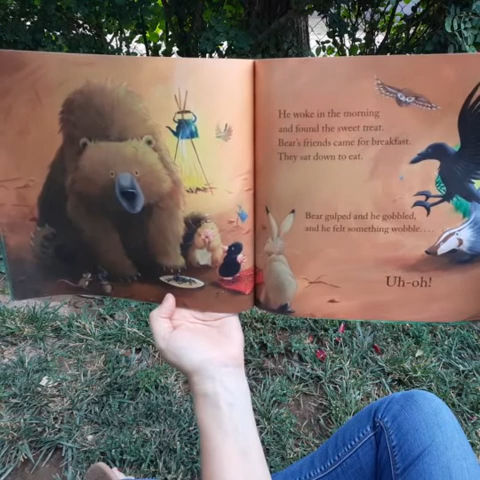 He woke in the morning
and found the sweet treat.
Bear's friends came for breakfast.
They sat down to eat.
Bear gulped and he gobbled,
and he felt something wobble. . . .
Uh-oh!